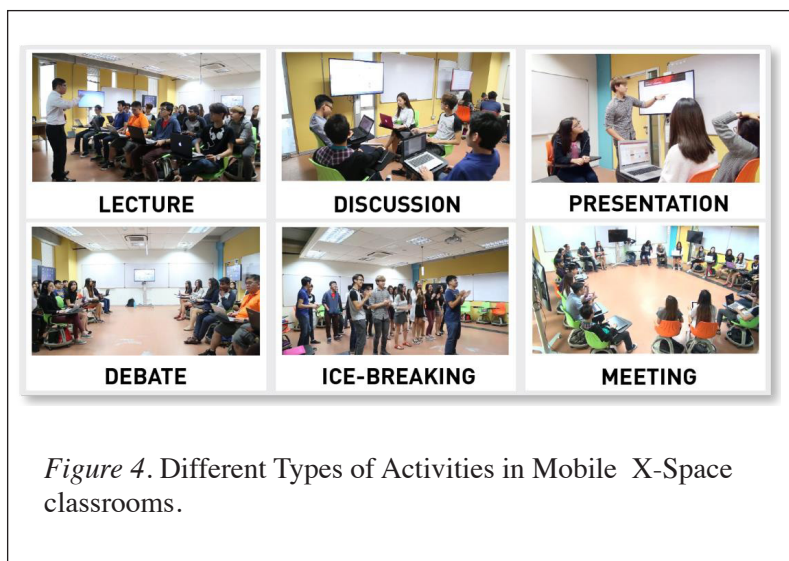 LECTURE
DISCUSSION
PRESENTATION
DEBATE
ICE-BREAKING
MEETING
Figure 4. Different Types of Activities in Mobile X-Space
classrooms.